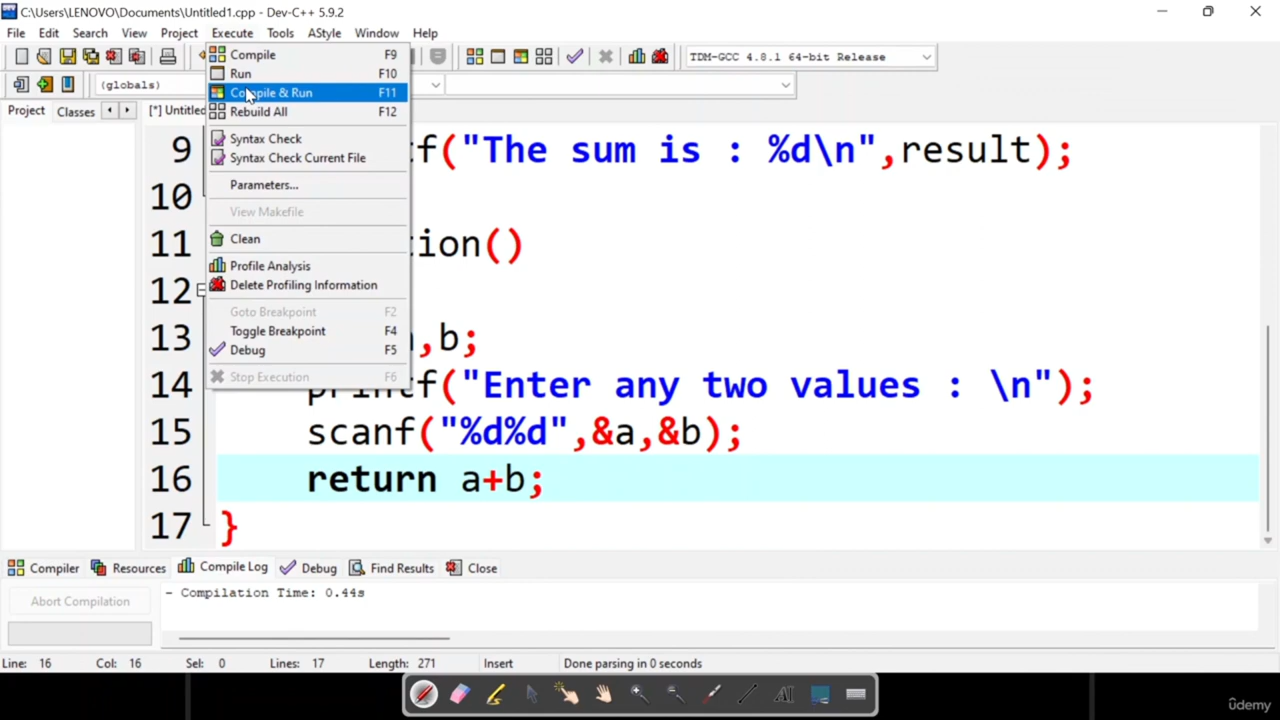 C:\Users\LENOVO\Documents\Untitled1.cpp - Dev-C++ 5.9.2
File Edit Search View Project Execute Tools AStyle Window Help
TDM-GCC 4.8.1 64-bit Release
(globals)
Project Classes [*] Untitled
Compile F9
Run F10
Compile & Run F11
Rebuild All F12
Syntax Check
Syntax Check Current File
Parameters...
View Makefile
Clean
Profile Analysis
Delete Profiling Information
Goto Breakpoint F2
Toggle Breakpoint F4
Debug F5
Stop Execution F6
9 f("The sum is : %d\n",result);
10
11 tion()
12
13 ,b;
14 printf("Enter any two values : \n");
15 scanf("%d%d",&a,&b);
16 return a+b;
17 }
Compiler Resources Compile Log Debug Find Results Close
Abort Compilation
- Compilation Time: 0.44s
Line: 16 Col: 16 Sel: 0 Lines: 17 Length: 271 Insert Done parsing in 0 seconds
AI
ûdemy